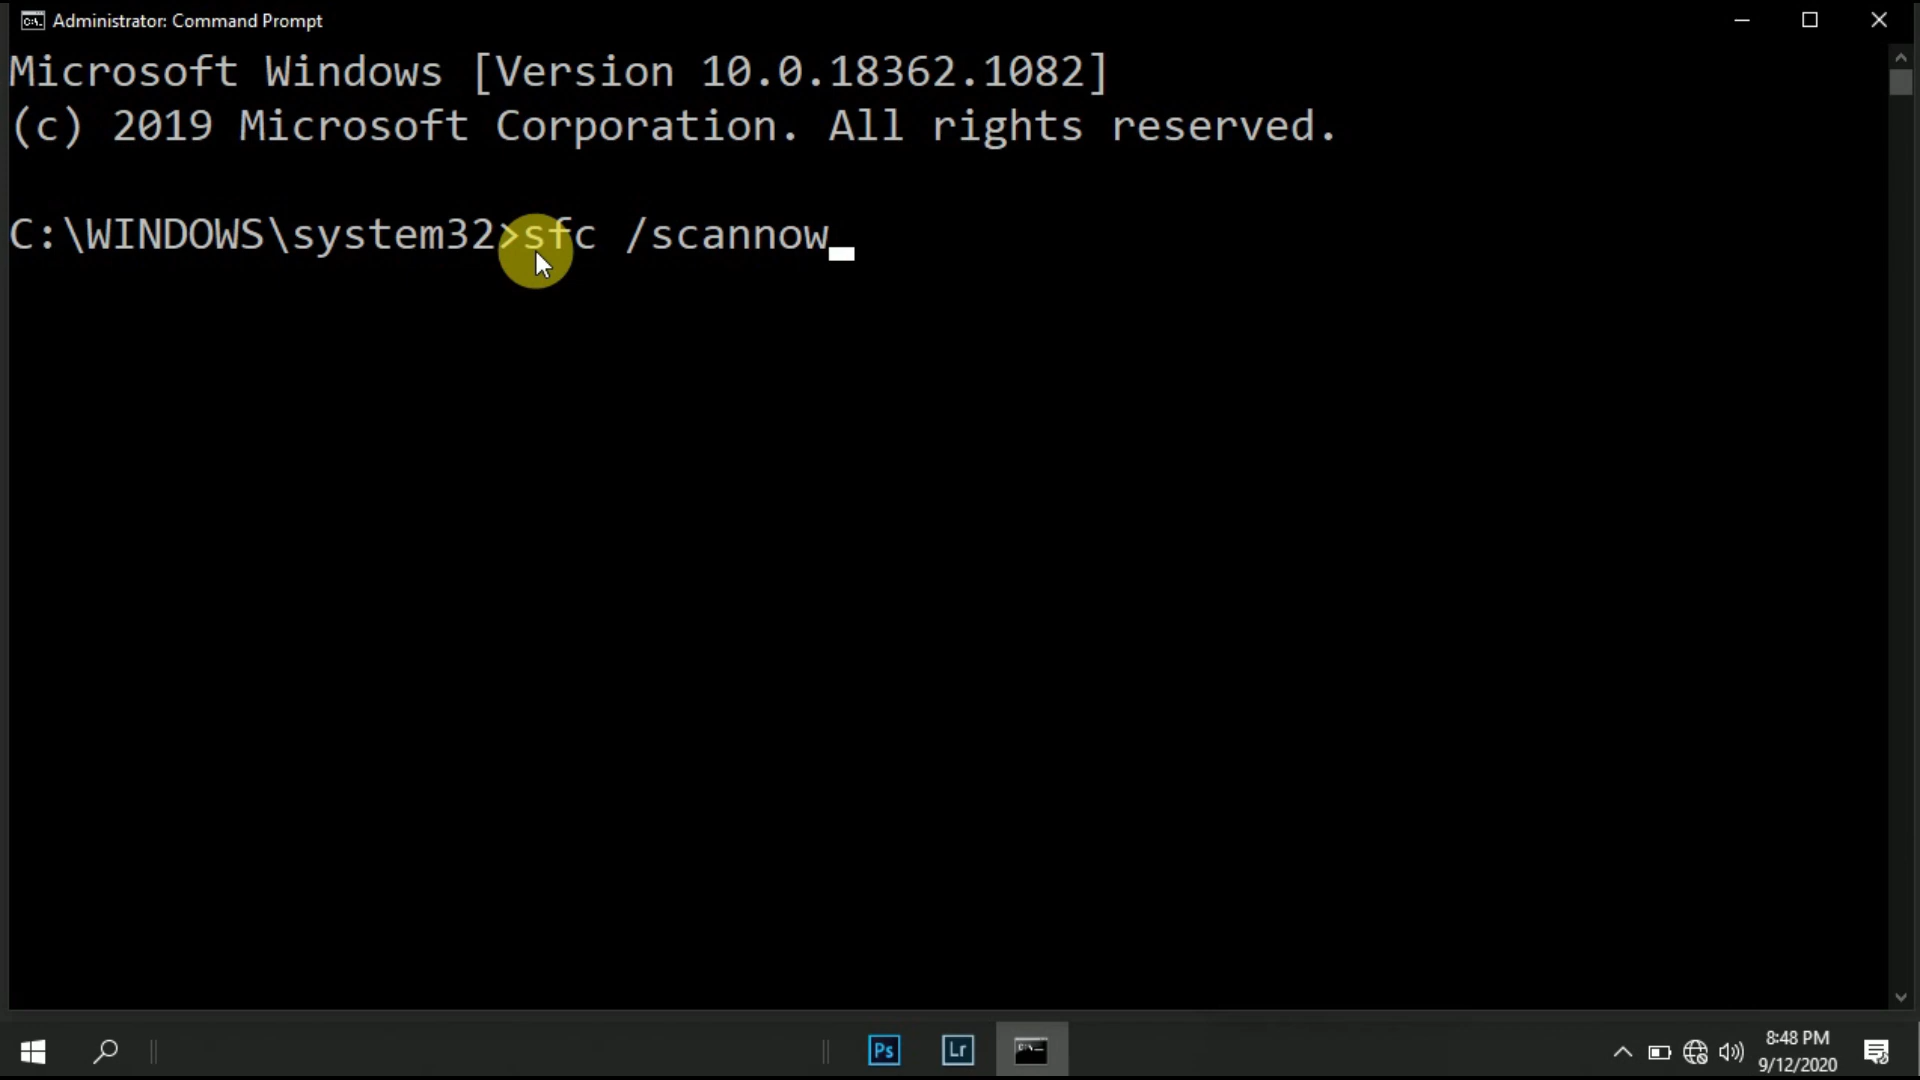 Administrator: Command Prompt
Microsoft Windows [Version 10.0.18362.1082]
(c) 2019 Microsoft Corporation. All rights reserved.
C:\WINDOWS\system32>sfc /scannow
Ps
Lr
8:48 PM
9/12/2020